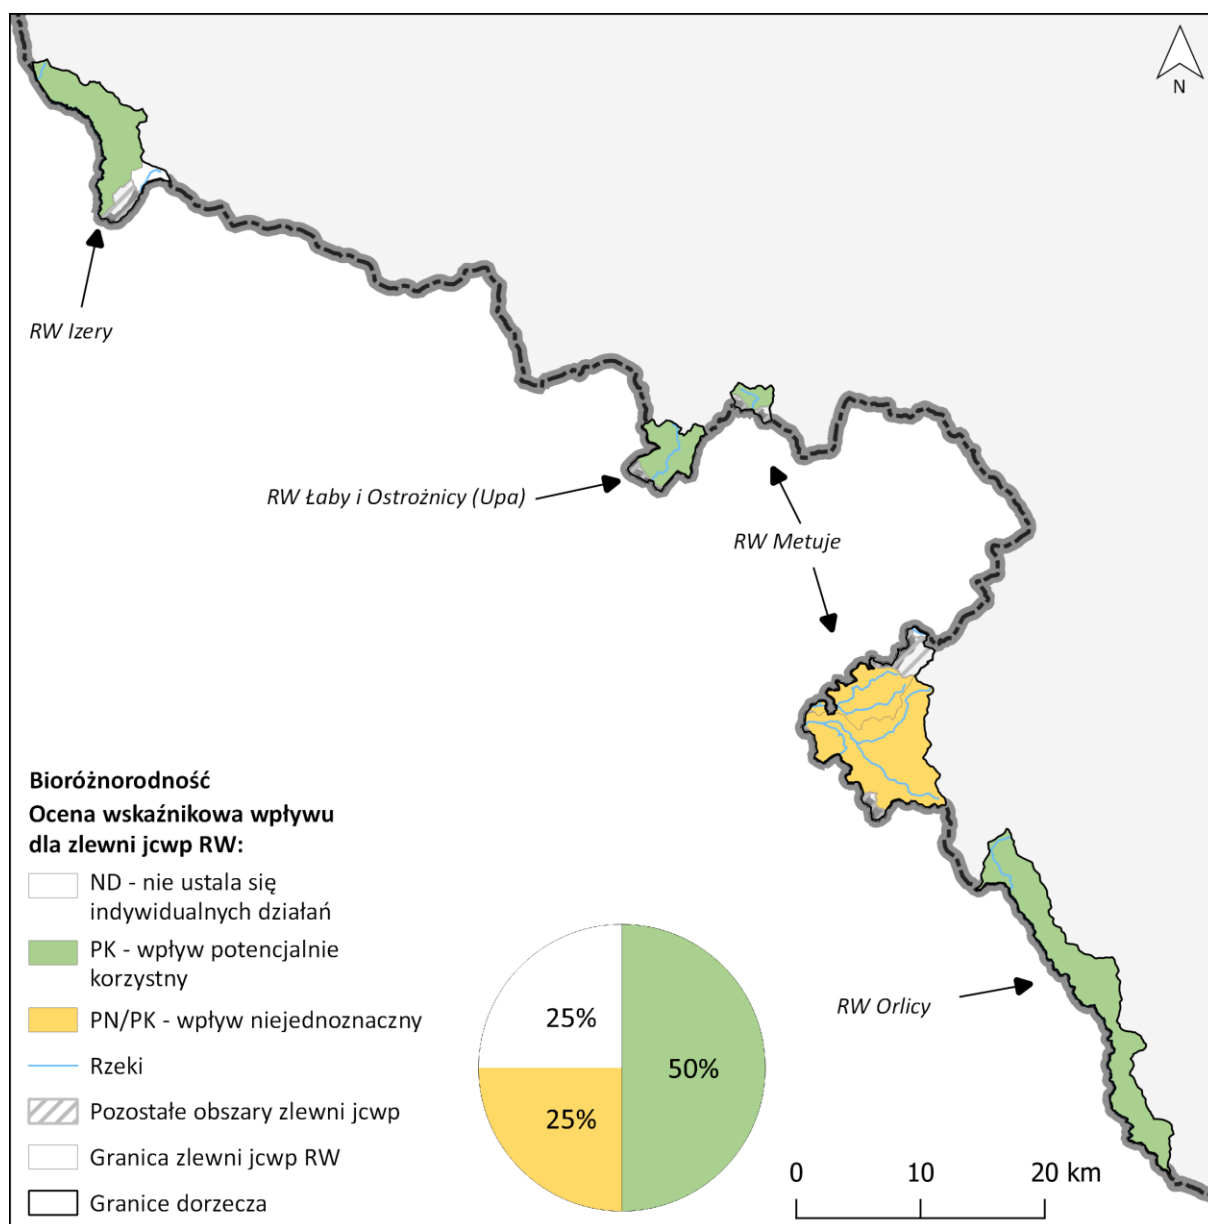 N
RW Izery
RW Łaby i Ostrożnicy (Upa)
RW Metuje
RW Orlicy
Bioróżnorodność
Ocena wskaźnikowa wpływu
dla zlewni jcwp RW:
ND - nie ustala się
indywidualnych działań
PK - wpływ potencjalnie
korzystny
PN/PK - wpływ niejednoznaczny
Rzeki
Pozostałe obszary zlewni jcwp
Granica zlewni jcwp RW
Granice dorzecza
25%
50%
25%
0 10 20 km